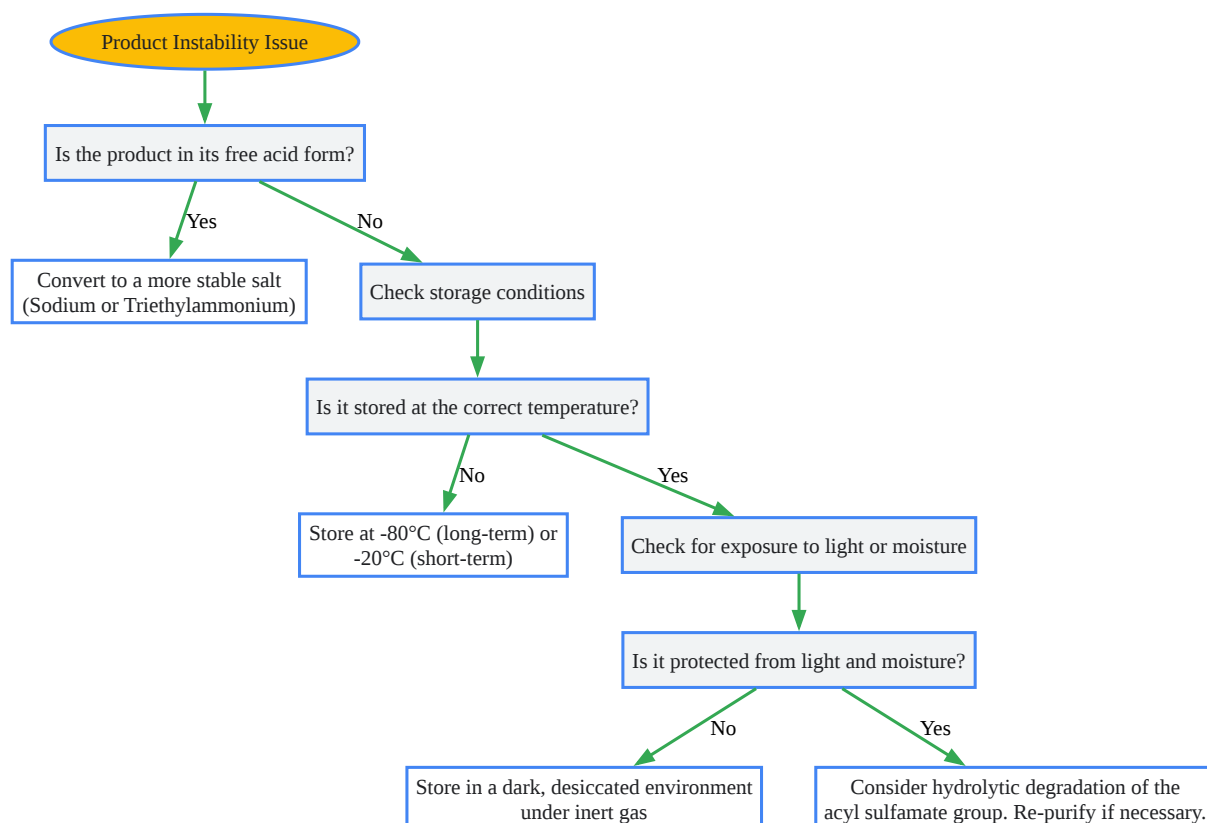 Product Instability Issue
Is the product in its free acid form?
Yes
No
Convert to a more stable salt
(Sodium or Triethylammonium)
Check storage conditions
Is it stored at the correct temperature?
No
Yes
Store at -80°C (long-term) or
-20°C (short-term)
Check for exposure to light or moisture
Is it protected from light and moisture?
No
Yes
Store in a dark, desiccated environment
under inert gas
Consider hydrolytic degradation of the
acyl sulfamate group. Re-purify if necessary.